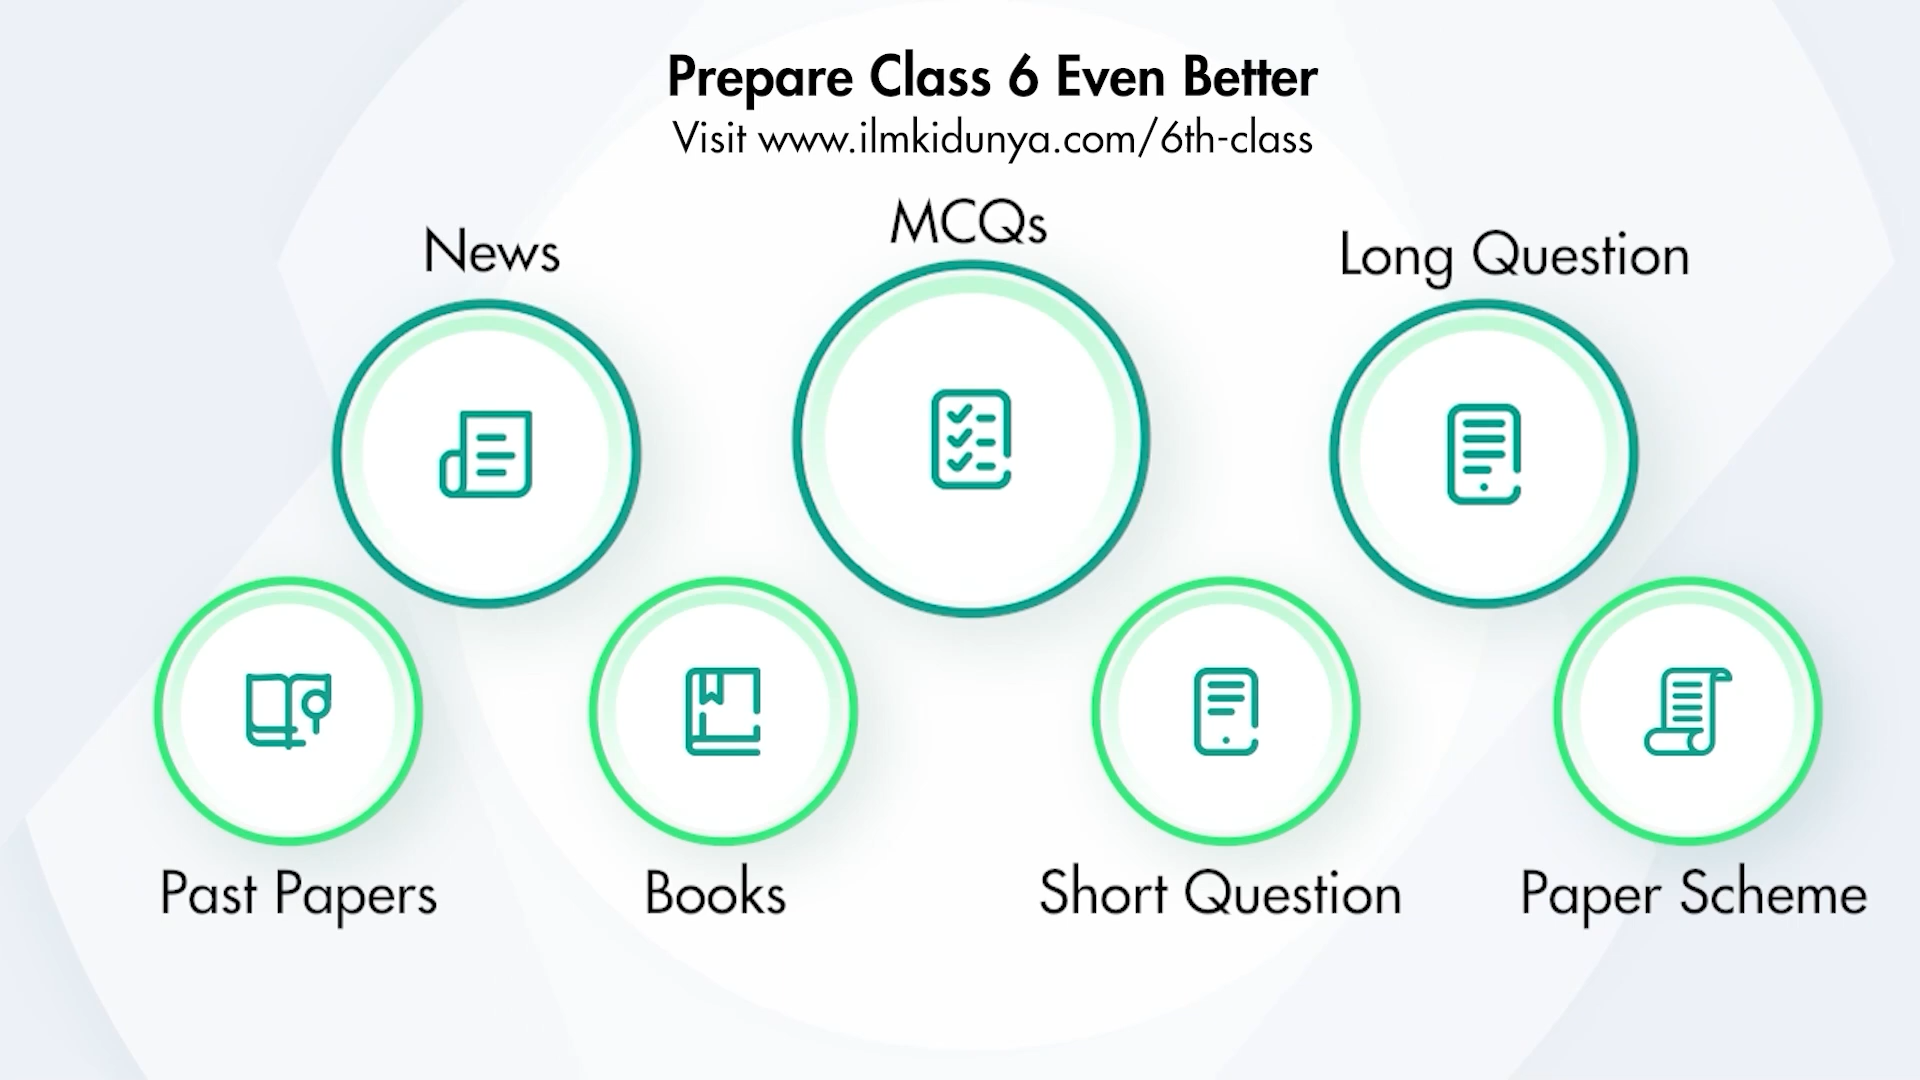 Prepare Class 6 Even Better
Visit www.ilmkidunya.com/6th-class
News
MCQs
Long Question
Past Papers
Books
Short Question
Paper Scheme